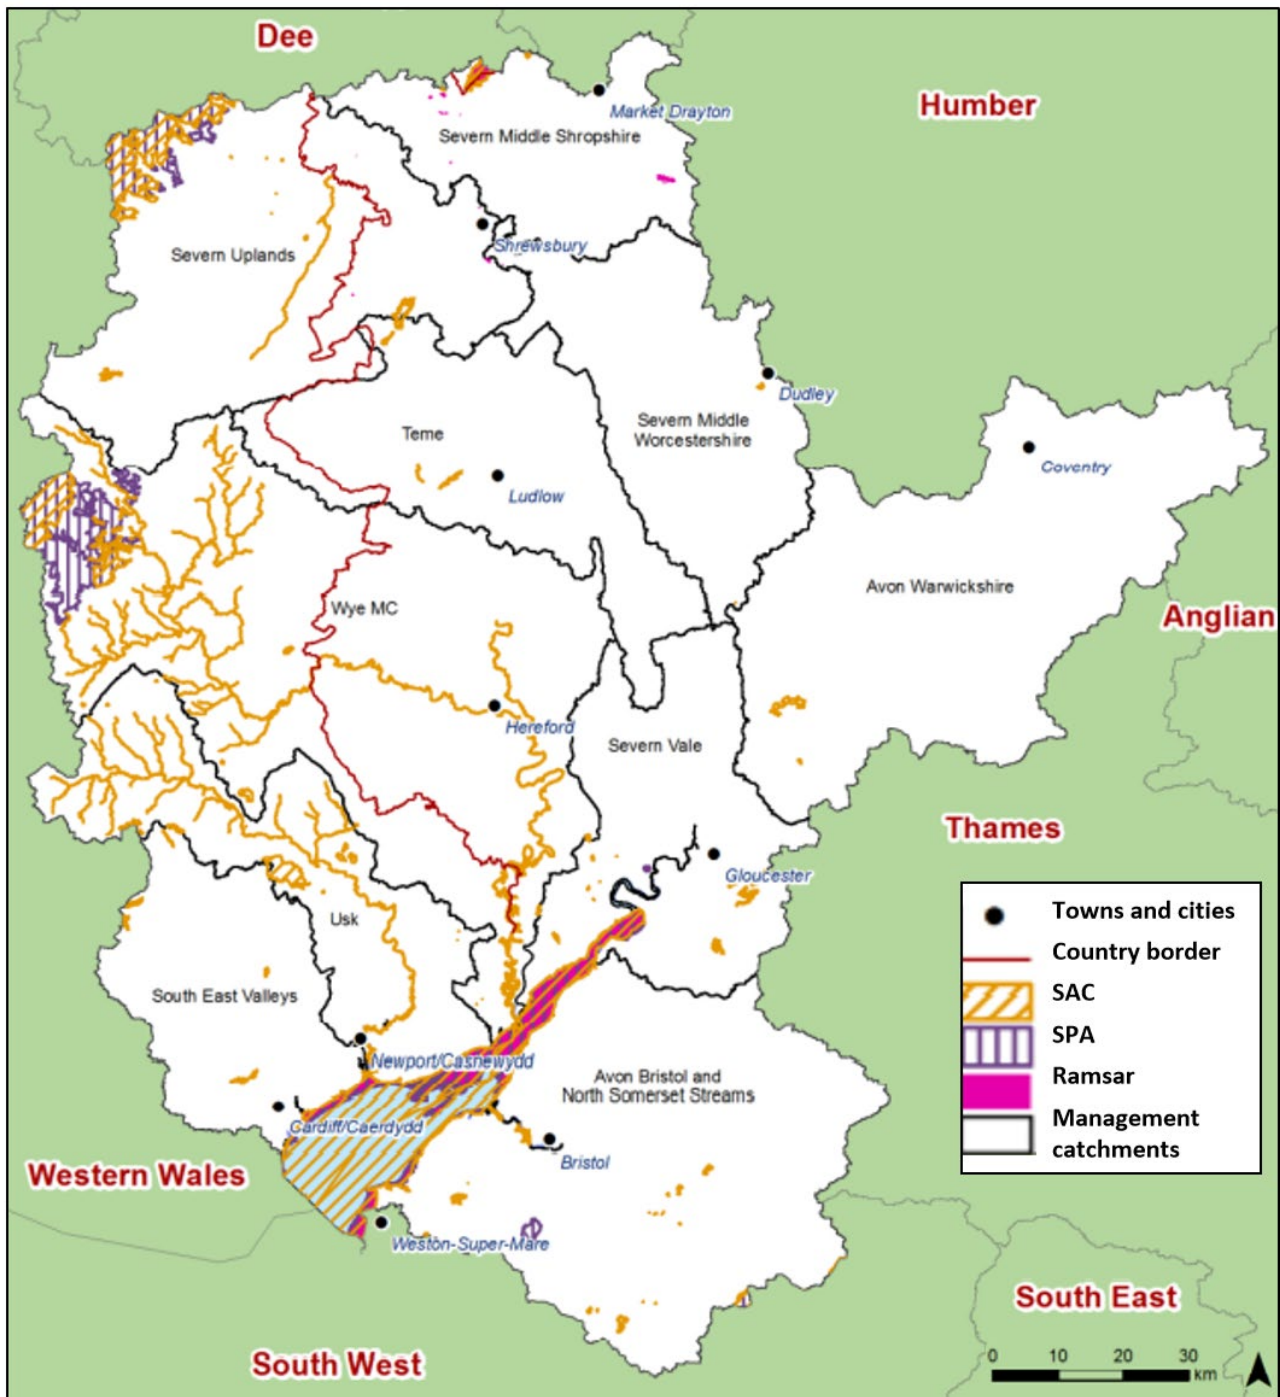 Dee
Humber
Market Drayton
Severn Middle Shropshire
Shrewsbury
Severn Uplands
Dudley
Severn Middle
Worcestershire
Teme
Coventry
Ludlow
Avon Warwickshire
Wye MC
Anglian
Hereford
Severn Vale
Thames
Gloucester
Usk
South East Valleys
Newport/Casnewydd
Avon Bristol and
North Somerset Streams
Cardiff/Caerdydd
Bristol
Western Wales
Weston-Super-Mare
South East
South West
Towns and cities
Country border
SAC
SPA
Ramsar
Management
catchments
0 10 20 30
km